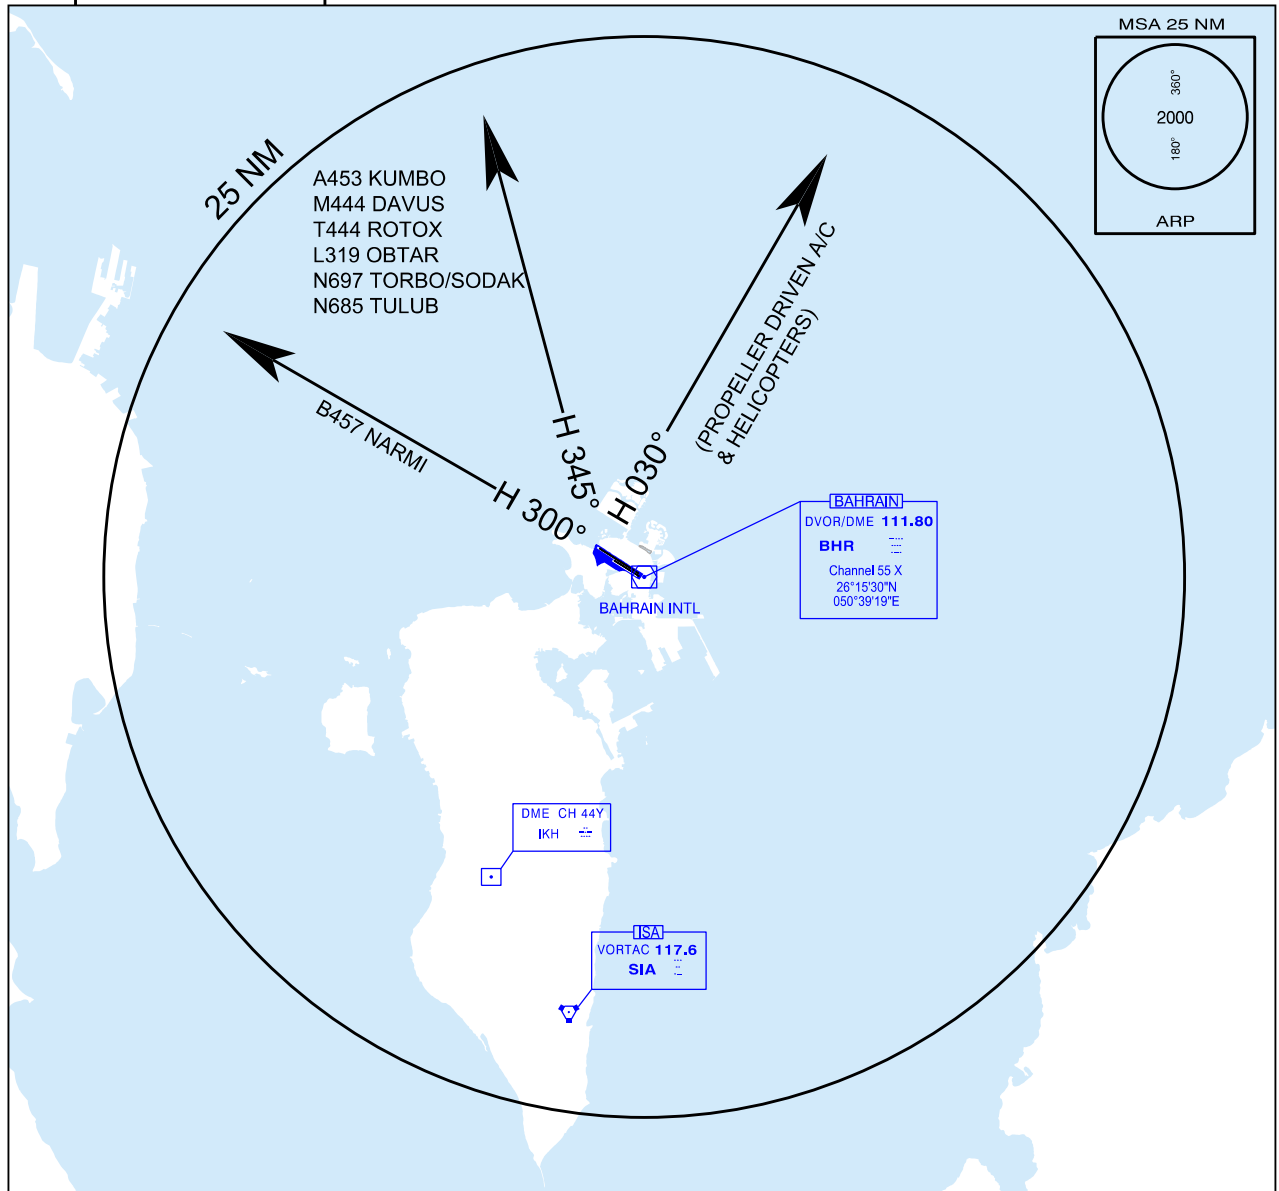 MSA 25 NM
360°
2000
180°
ARP
25 NM
A453 KUMBO
M444 DAVUS
T444 ROTOX
L319 OBTAR
N697 TORBO/SODAK
N685 TULUB
B457 NARMI
H 300°
H 345°
H 030°
(PROPELLER DRIVEN A/C
& HELICOPTERS)
BAHRAIN
DVOR/DME 111.80
BHR
Channel 55 X
26°15'30"N
050°39'19"E
BAHRAIN INTL
DME CH 44Y
IKH
ISA
VORTAC 117.6
SIA